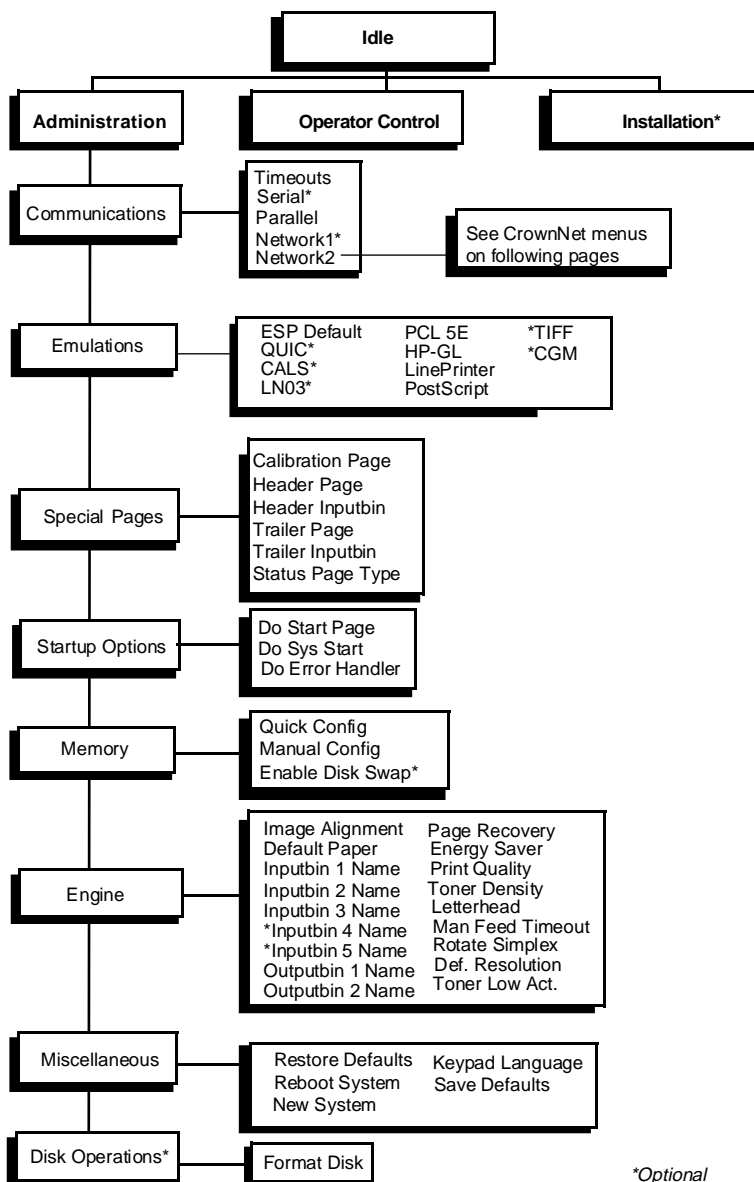 Idle
Administration
Operator Control
Installation*
Communications
Timeouts
Serial*
Parallel
Network1*
Network2
See CrownNet menus
on following pages
Emulations
ESP Default
QUIC*
CALS*
LN03*
PCL 5E
HP-GL
LinePrinter
PostScript
*TIFF
*CGM
Special Pages
Calibration Page
Header Page
Header Inputbin
Trailer Page
Trailer Inputbin
Status Page Type
Startup Options
Do Start Page
Do Sys Start
Do Error Handler
Memory
Quick Config
Manual Config
Enable Disk Swap*
Engine
Image Alignment
Default Paper
Inputbin 1 Name
Inputbin 2 Name
Inputbin 3 Name
*Inputbin 4 Name
*Inputbin 5 Name
Outputbin 1 Name
Outputbin 2 Name
Page Recovery
Energy Saver
Print Quality
Toner Density
Letterhead
Man Feed Timeout
Rotate Simplex
Def. Resolution
Toner Low Act.
Miscellaneous
Restore Defaults
Reboot System
New System
Keypad Language
Save Defaults
Disk Operations*
Format Disk
*Optional